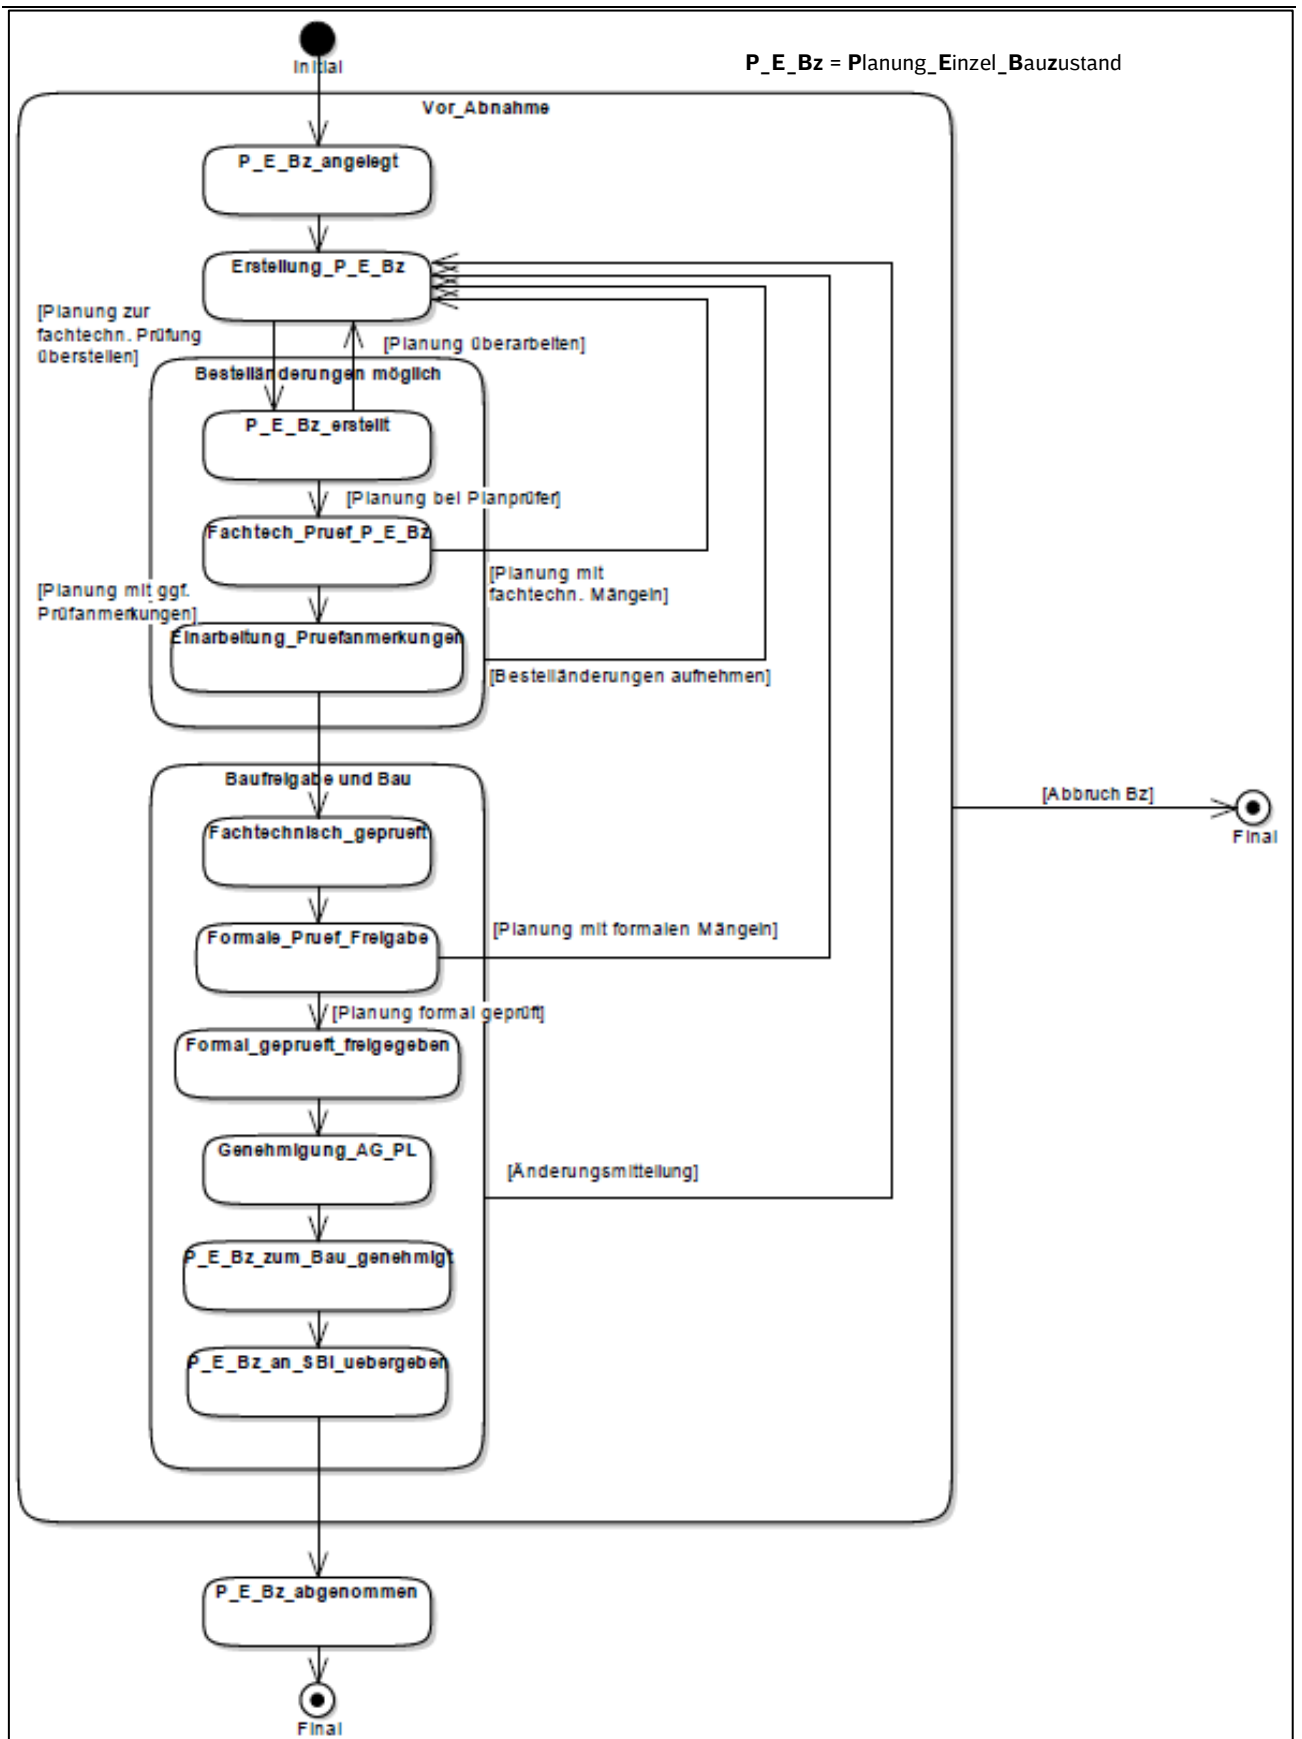 Initial
P_E_Bz = Planung_Einzel_Bauzustand
Vor_Abnahme
P_E_Bz_angelegt
Erstellung_P_E_Bz
[Planung zur
fachtechn. Prüfung
überstellen]
[Planung überarbeiten]
Bestelländerungen möglich
P_E_Bz_erstellt
[Planung bei Planprüfer]
Fachtech_Pruef_P_E_Bz
[Planung mit
fachtechn. Mängeln]
[Planung mit ggf.
Prüfanmerkungen]
Einarbeitung_Pruefanmerkungen
[Bestelländerungen aufnehmen]
Baufreigabe und Bau
[Abbruch Bz]
Final
Fachtechnisch_geprueft
Formale_Pruef_Freigabe
[Planung mit formalen Mängeln]
[Planung formal geprüft]
Formal_geprueft_freigegeben
Genehmigung_AG_PL
[Änderungsmitteilung]
P_E_Bz_zum_Bau_genehmigt
P_E_Bz_an_SBI_uebergeben
P_E_Bz_abgenommen
Final